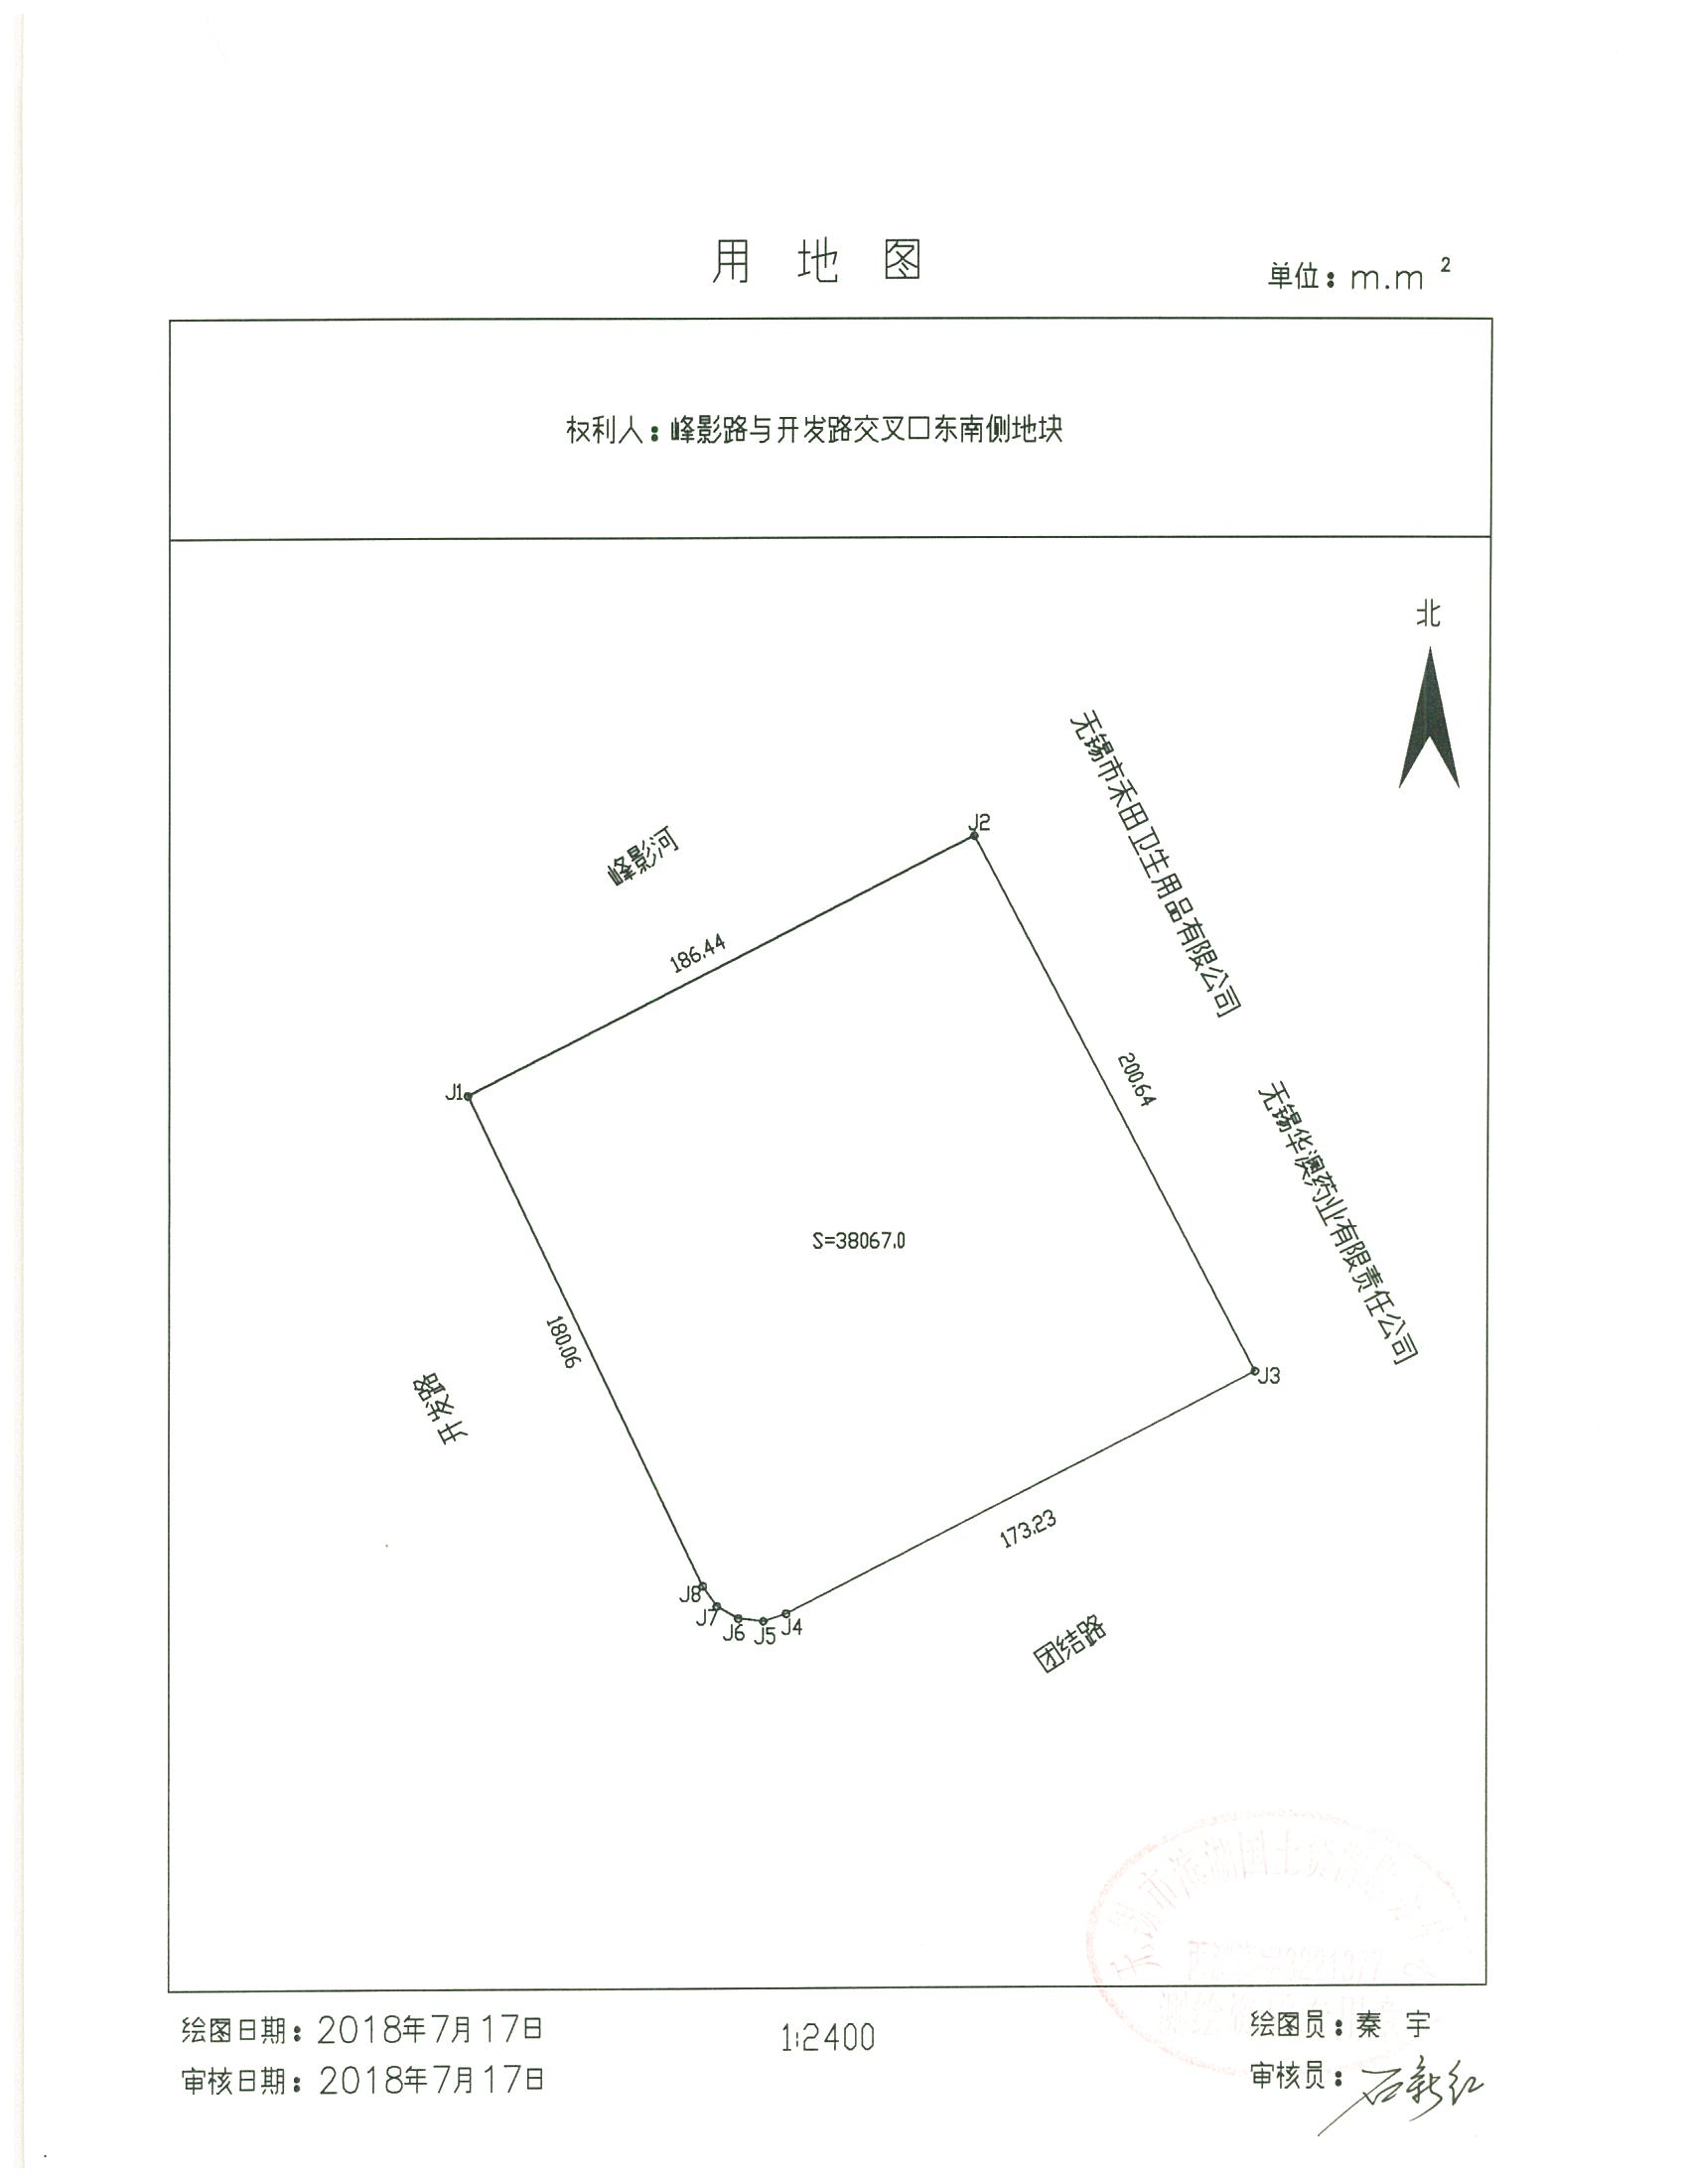 用 地 图
单位：m.m²
权利人：峰影路与开发路交叉口东南侧地块
北
无锡市禾田卫生用品有限公司
J2
峰影河
186.44
J1
200.64
无锡华澳药业有限责任公司
S=38067.0
180.06
J3
开发路
173.23
J8
J7
J6
J5
J4
团结路
绘图日期：2018年7月17日
1:2400
绘图员：秦 宇
审核日期：2018年7月17日
审核员：石新红